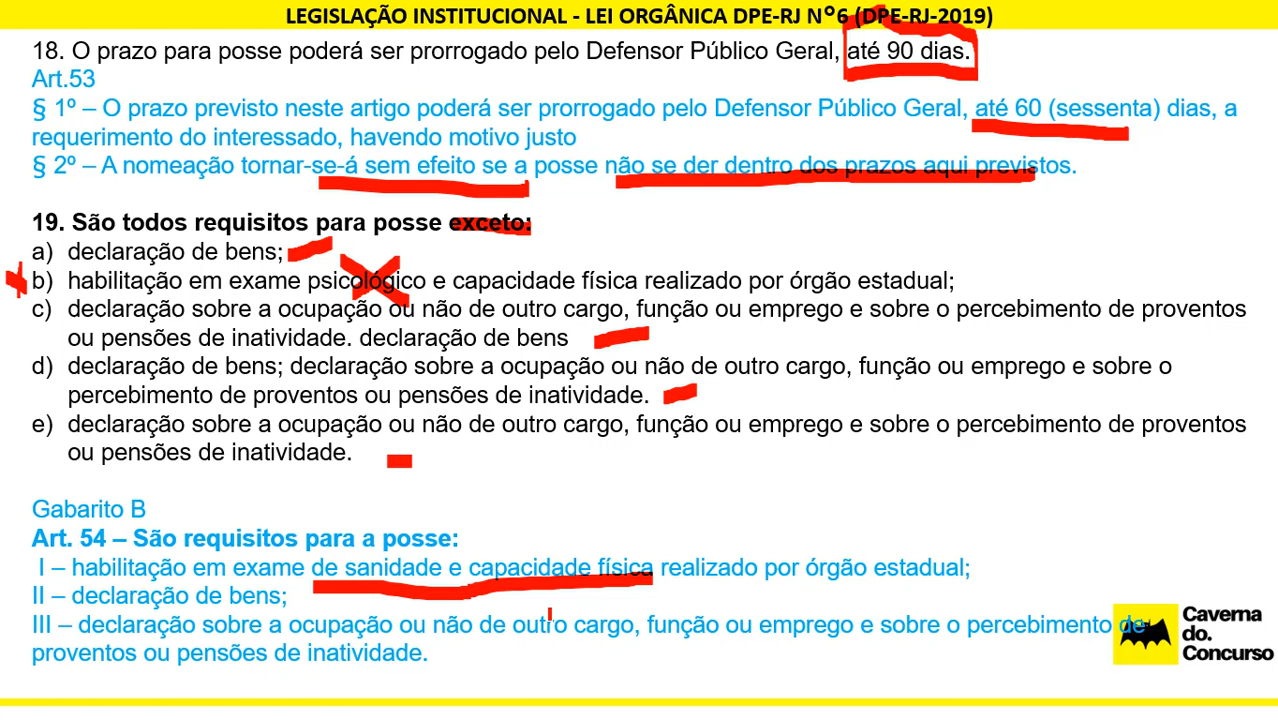 LEGISLAÇÃO INSTITUCIONAL - LEI ORGÂNICA DPE-RJ N°6 (DPE-RJ-2019)
18. O prazo para posse poderá ser prorrogado pelo Defensor Público Geral, até 90 dias.
Art.53
§ 1º – O prazo previsto neste artigo poderá ser prorrogado pelo Defensor Público Geral, até 60 (sessenta) dias, a
requerimento do interessado, havendo motivo justo
§ 2º – A nomeação tornar-se-á sem efeito se a posse não se der dentro dos prazos aqui previstos.
19. São todos requisitos para posse exceto:
a) declaração de bens;
b) habilitação em exame psicológico e capacidade física realizado por órgão estadual;
c) declaração sobre a ocupação ou não de outro cargo, função ou emprego e sobre o percebimento de proventos
ou pensões de inatividade. declaração de bens
d) declaração de bens; declaração sobre a ocupação ou não de outro cargo, função ou emprego e sobre o
percebimento de proventos ou pensões de inatividade.
e) declaração sobre a ocupação ou não de outro cargo, função ou emprego e sobre o percebimento de proventos
ou pensões de inatividade.
Gabarito B
Art. 54 – São requisitos para a posse:
I – habilitação em exame de sanidade e capacidade física realizado por órgão estadual;
II – declaração de bens;
III – declaração sobre a ocupação ou não de outro cargo, função ou emprego e sobre o percebimento de
proventos ou pensões de inatividade.
Caverna
do.
Concurso